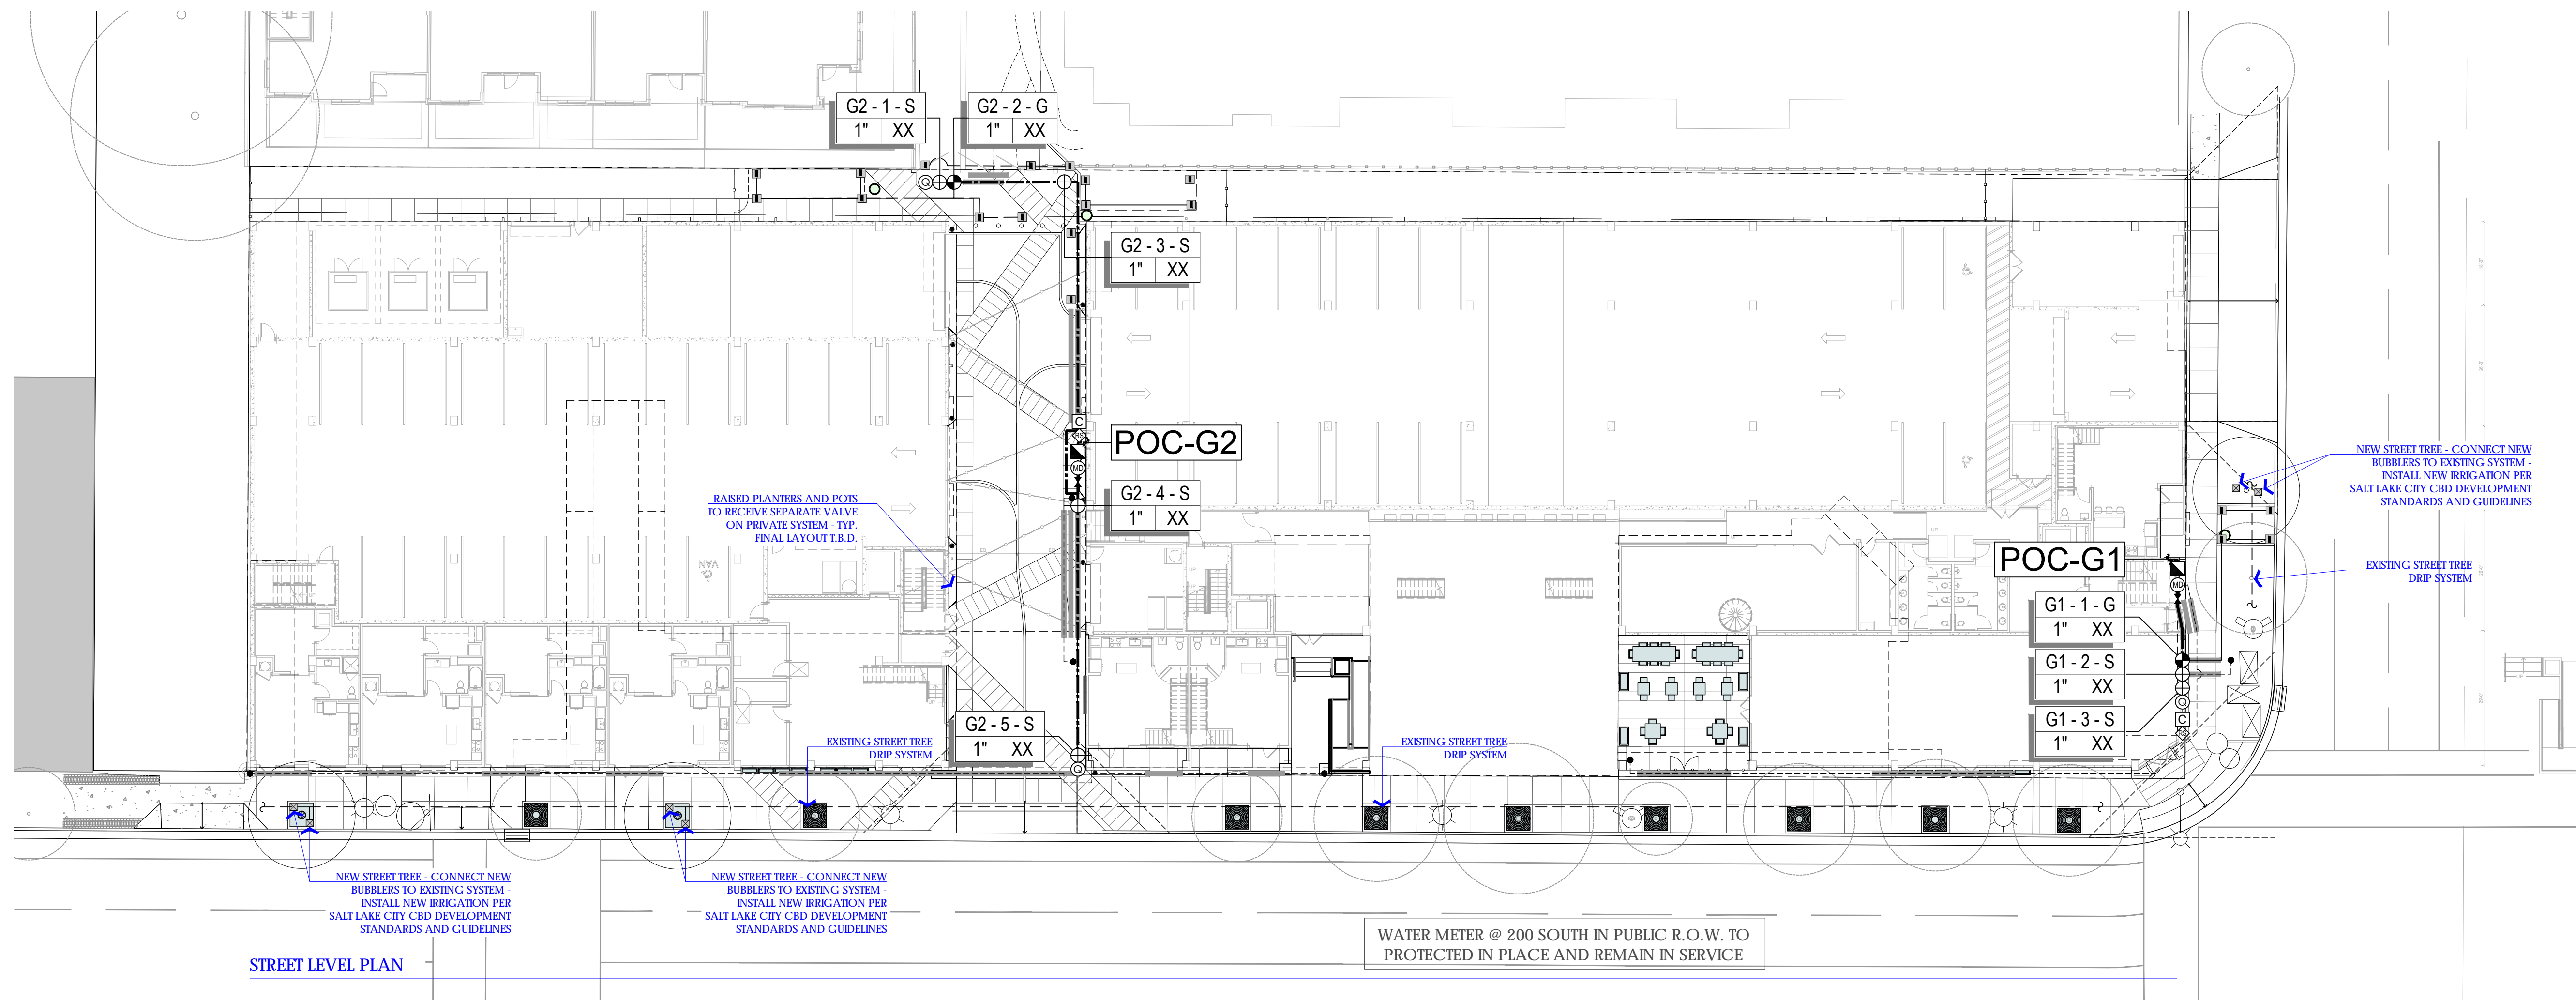 G2 - 1 - S
1" XX
G2 - 2 - G
1" XX
Q
G2 - 3 - S
1" XX
C
POC-G2
MD
G2 - 4 - S
1" XX
RAISED PLANTERS AND POTS
TO RECEIVE SEPARATE VALVE
ON PRIVATE SYSTEM - TYP.
FINAL LAYOUT T.B.D.
VAN
UP
UP
UP
NEW STREET TREE - CONNECT NEW
BUBBLERS TO EXISTING SYSTEM -
INSTALL NEW IRRIGATION PER
SALT LAKE CITY CBD DEVELOPMENT
STANDARDS AND GUIDELINES
POC-G1
MD
EXISTING STREET TREE
DRIP SYSTEM
G1 - 1 - G
1" XX
G1 - 2 - S
1" XX
Q
C
G1 - 3 - S
1" XX
G2 - 5 - S
1" XX
Q
EXISTING STREET TREE
DRIP SYSTEM
EXISTING STREET TREE
DRIP SYSTEM
NEW STREET TREE - CONNECT NEW
BUBBLERS TO EXISTING SYSTEM -
INSTALL NEW IRRIGATION PER
SALT LAKE CITY CBD DEVELOPMENT
STANDARDS AND GUIDELINES
NEW STREET TREE - CONNECT NEW
BUBBLERS TO EXISTING SYSTEM -
INSTALL NEW IRRIGATION PER
SALT LAKE CITY CBD DEVELOPMENT
STANDARDS AND GUIDELINES
WATER METER @ 200 SOUTH IN PUBLIC R.O.W. TO
PROTECTED IN PLACE AND REMAIN IN SERVICE
STREET LEVEL PLAN